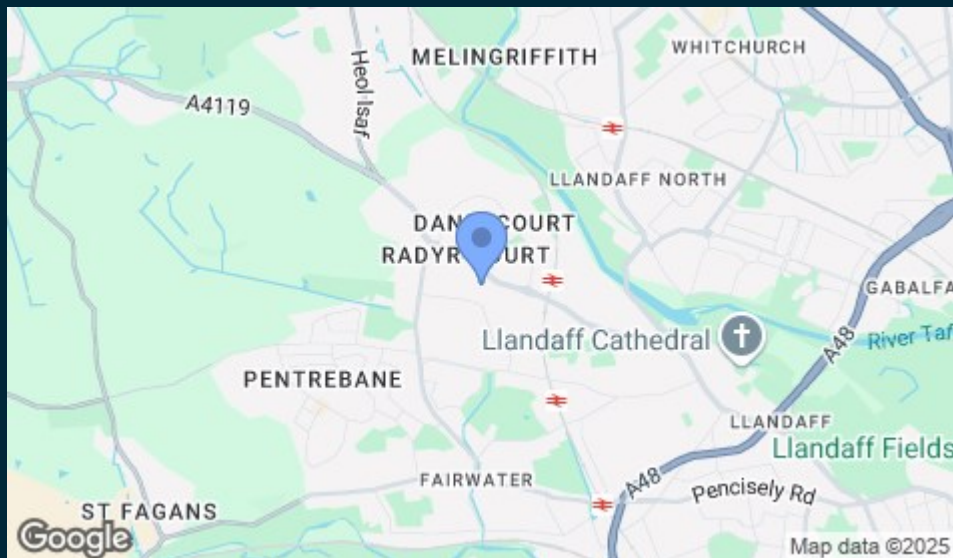 WHITCHURCH
MELINGRIFFITH
Heol Isaf
A4119
LLANDAFF NORTH
COURT
RADYR COURT
GABALFA
Llandaff Cathedral
River Taf
A48
PENTREBANE
LLANDAFF
Llandaff Fields
FAIRWATER
A48
Pencisely Rd
ST FAGANS
Google
Map data ©2025